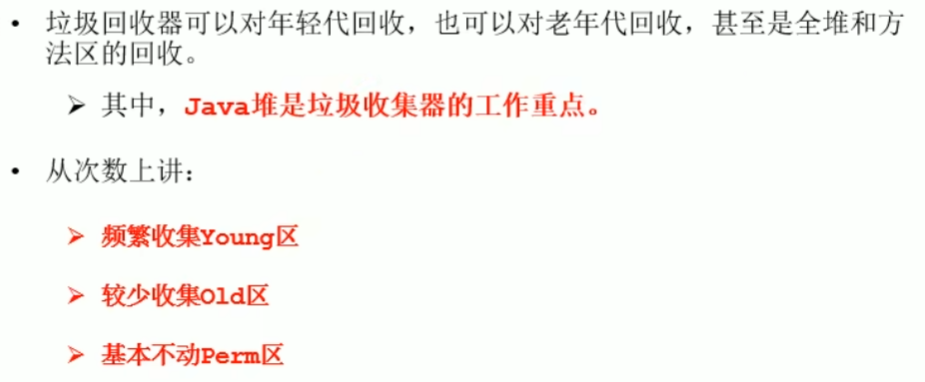 • 垃圾回收器可以对年轻代回收，也可以对老年代回收，甚至是全堆和方
法区的回收。
➢ 其中，Java堆是垃圾收集器的工作重点。
• 从次数上讲：
➢ 频繁收集Young区
➢ 较少收集Old区
➢ 基本不动Perm区